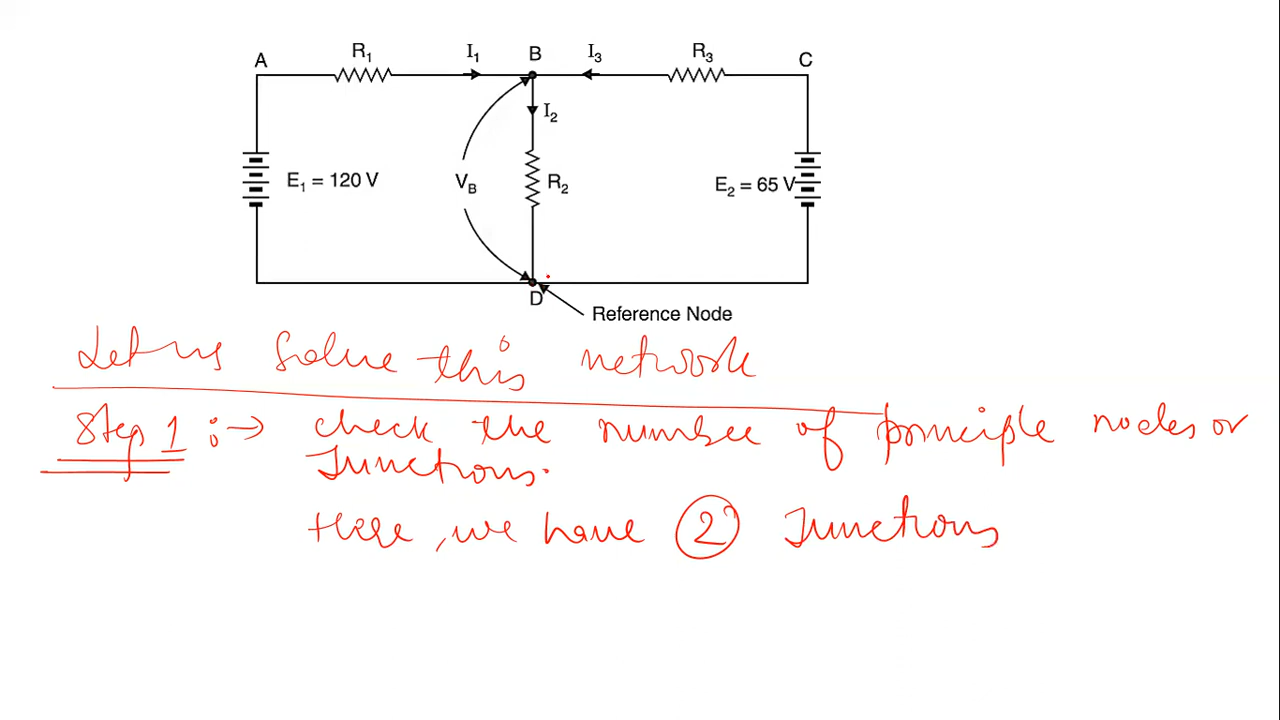 A R₁ I₁ B I₃ R₃ C
I₂
E₁ = 120 V V_B R₂ E₂ = 65 V
D
Reference Node
Let us solve this network
Step 1 :→ check the number of principle nodes or
Junctions.
Here, we have 2 Junctions